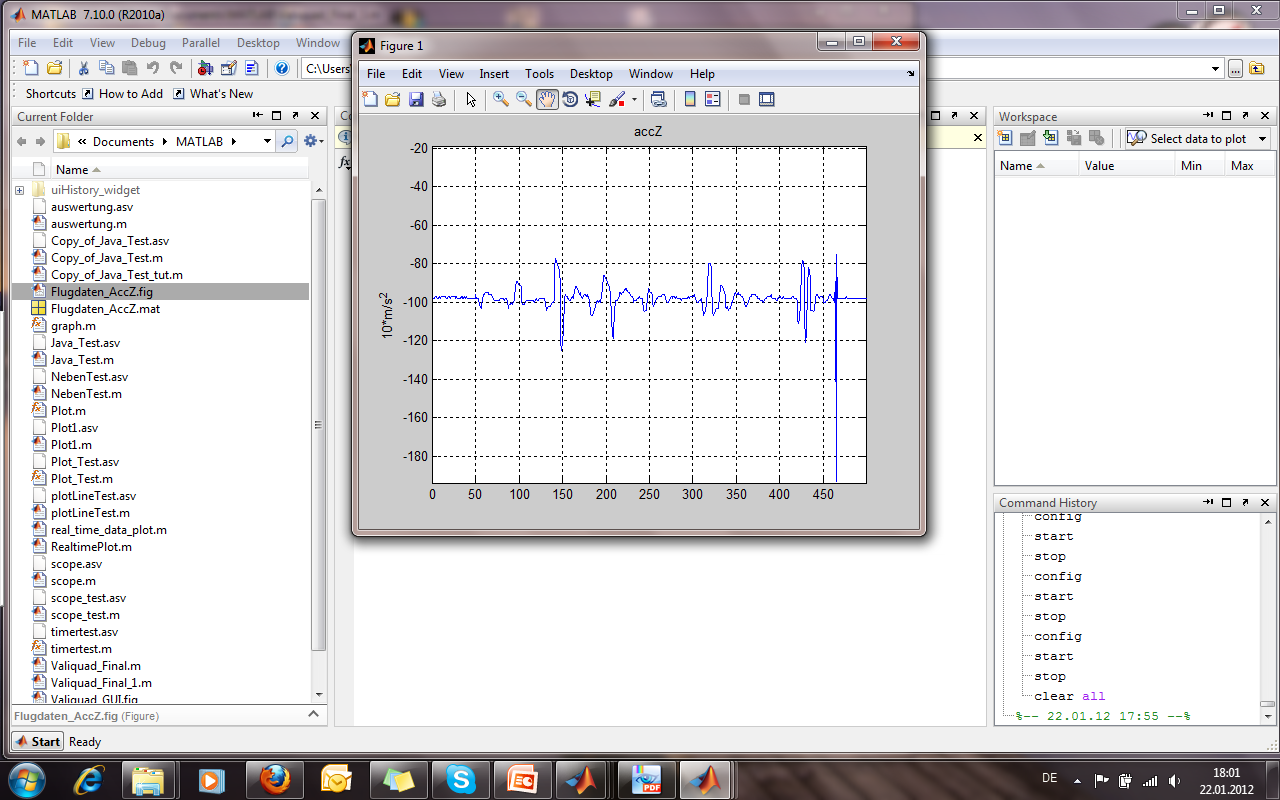 MATLAB 7.10.0 (R2010a)
File Edit View Debug Parallel Desktop Window
C:\Users
Shortcuts How to Add What's New
Current Folder
« Documents MATLAB
Name
uiHistory_widget
auswertung.asv
auswertung.m
Copy_of_Java_Test.asv
Copy_of_Java_Test.m
Copy_of_Java_Test_tut.m
Flugdaten_AccZ.fig
Flugdaten_AccZ.mat
graph.m
Java_Test.asv
Java_Test.m
NebenTest.asv
NebenTest.m
Plot.m
Plot1.asv
Plot1.m
Plot_Test.asv
Plot_Test.m
plotLineTest.asv
plotLineTest.m
real_time_data_plot.m
RealtimePlot.m
scope.asv
scope.m
scope_test.asv
scope_test.m
timertest.asv
timertest.m
Valiquad_Final.m
Valiquad_Final_1.m
Valiquad_GUI.fig
Flugdaten_AccZ.fig (Figure)
Start Ready
Co
fx
Figure 1
File Edit View Insert Tools Desktop Window Help
accZ
10*m/s²
-20
-40
-60
-80
-100
-120
-140
-160
-180
0 50 100 150 200 250 300 350 400 450
Workspace
Select data to plot
Name Value Min Max
Command History
config
start
stop
config
start
stop
config
start
stop
clear all
%-- 22.01.12 17:55 --%
PDF
DE
18:01
22.01.2012